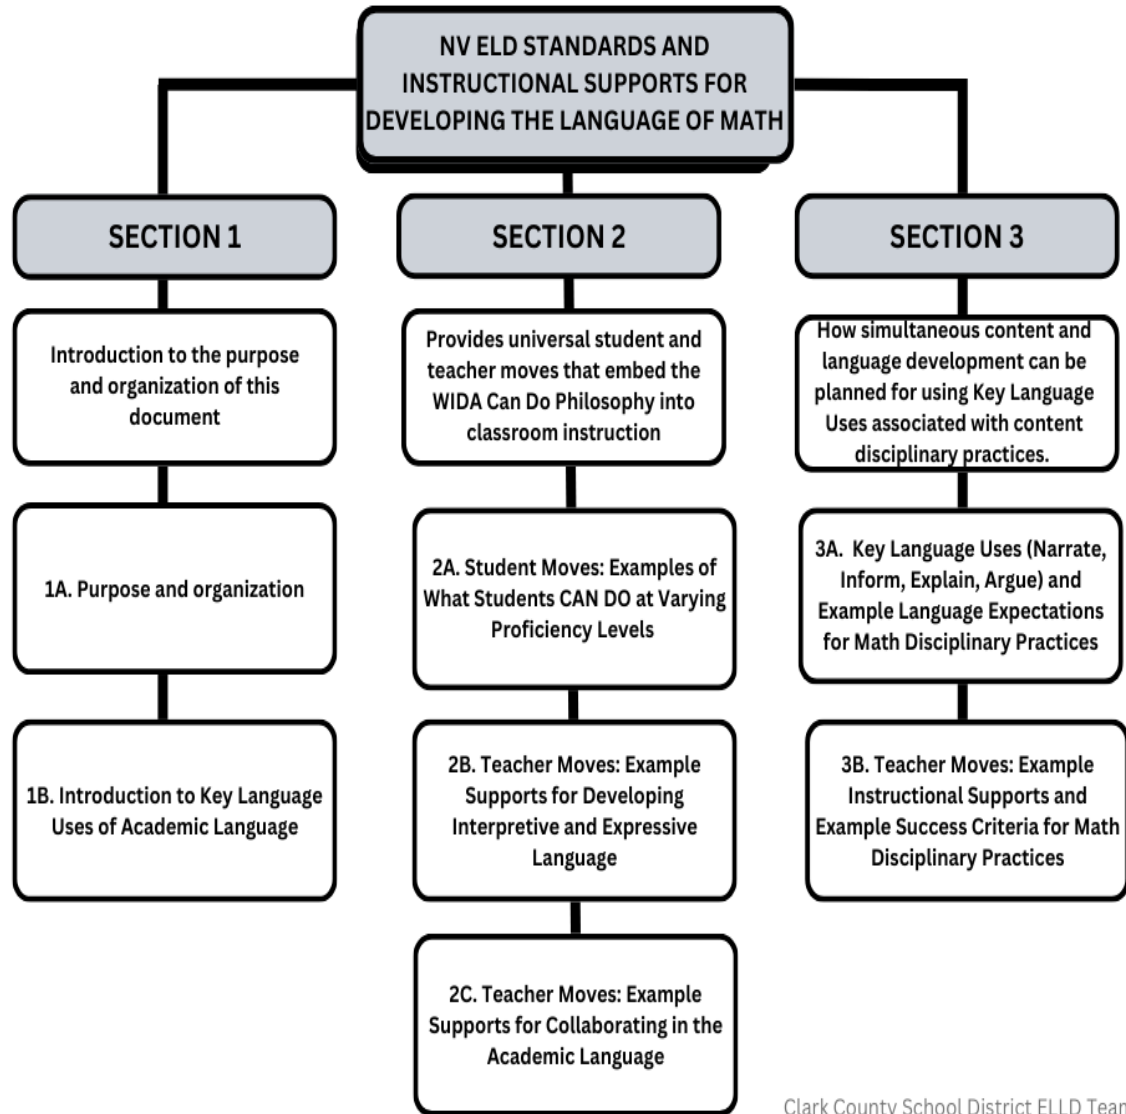 NV ELD STANDARDS AND
INSTRUCTIONAL SUPPORTS FOR
DEVELOPING THE LANGUAGE OF MATH
SECTION 1
Introduction to the purpose
and organization of this
document
1A. Purpose and organization
1B. Introduction to Key Language
Uses of Academic Language
SECTION 2
Provides universal student and
teacher moves that embed the
WIDA Can Do Philosophy into
classroom instruction
2A. Student Moves: Examples of
What Students CAN DO at Varying
Proficiency Levels
2B. Teacher Moves: Example
Supports for Developing
Interpretive and Expressive
Language
2C. Teacher Moves: Example
Supports for Collaborating in the
Academic Language
SECTION 3
How simultaneous content and
language development can be
planned for using Key Language
Uses associated with content
disciplinary practices.
3A. Key Language Uses (Narrate,
Inform, Explain, Argue) and
Example Language Expectations
for Math Disciplinary Practices
3B. Teacher Moves: Example
Instructional Supports and
Example Success Criteria for Math
Disciplinary Practices
Clark County School District ELLD Team